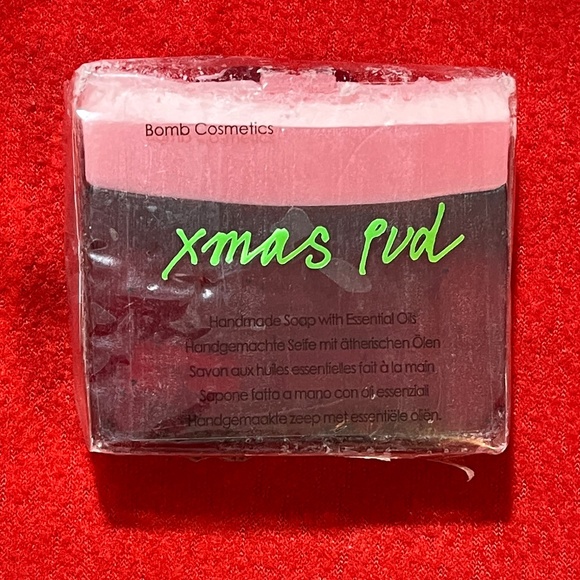 Bomb Cosmetics
xmas pud
Handmade Soap with Essential Oils
Handgemachte Seife mit ätherischen Ölen
Savon aux huiles essentielles fait à la main
Sapone fatta a mano con oli essenziali
Handgemaakte zeep met essentiële oliën.